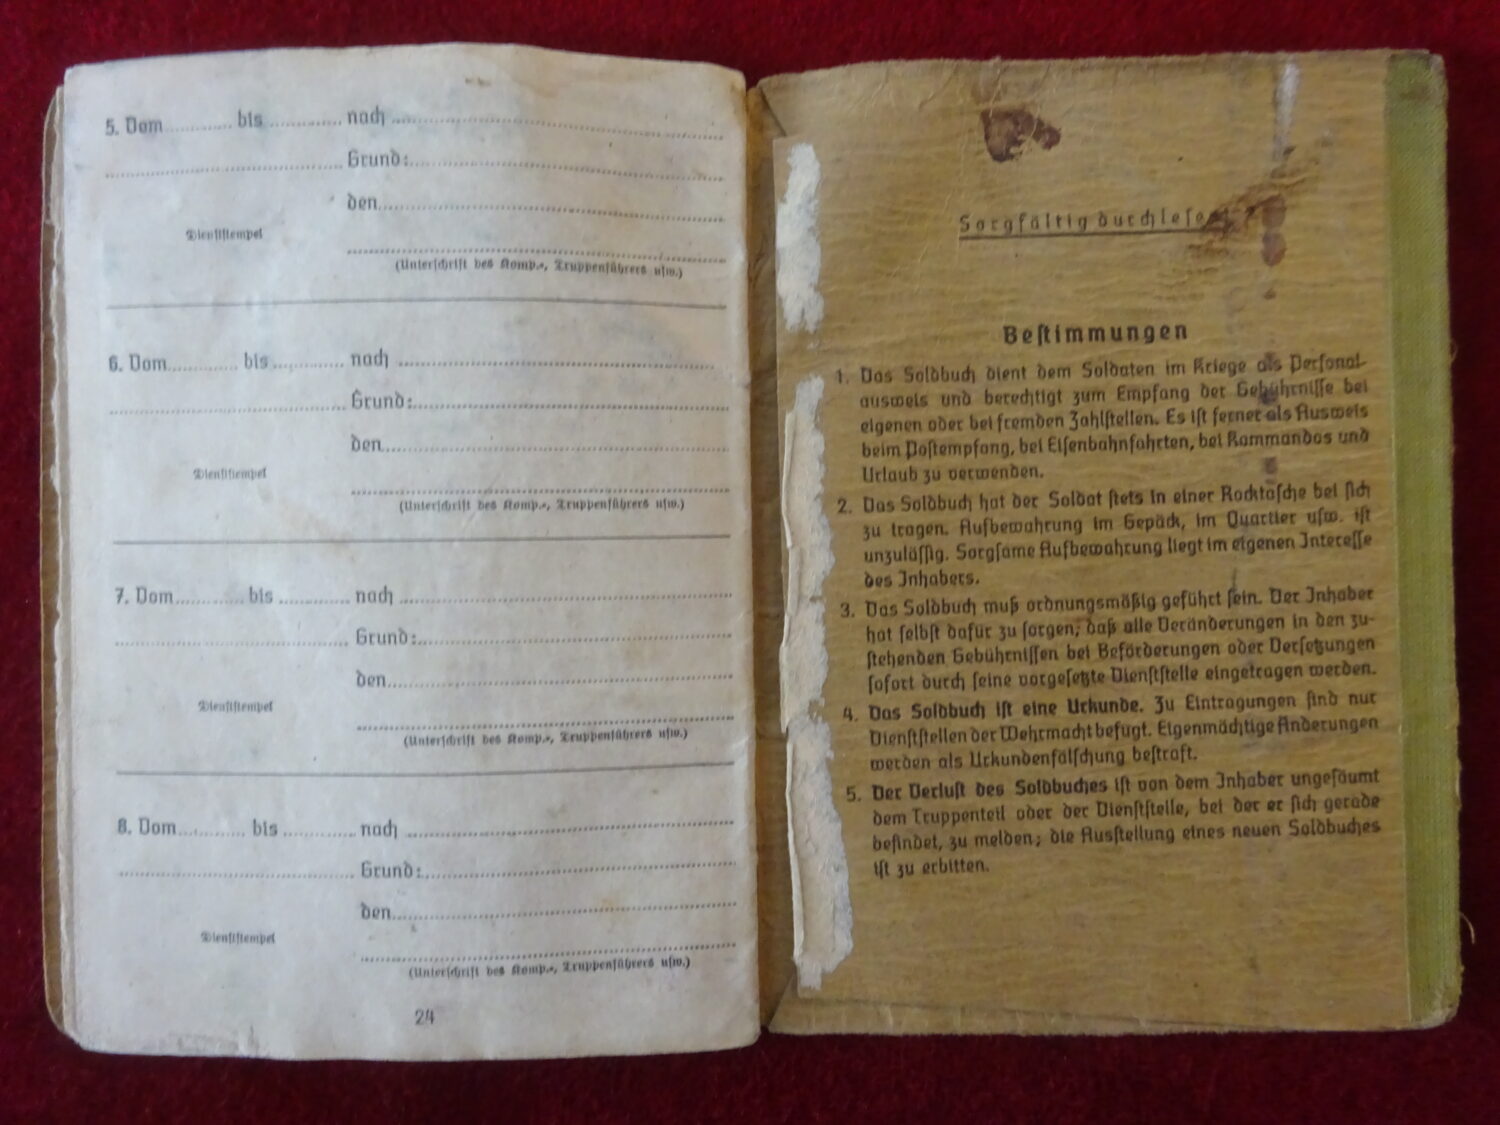 5. Vom ............ bis ............. nach ............
............ Grund: ............
den ............
Dienststempel
(Unterschrift des Komp.-, Truppenführers usw.)
6. Vom ............ bis ............. nach ............
............ Grund: ............
den ............
Dienststempel
(Unterschrift des Komp.-, Truppenführers usw.)
7. Vom ............ bis ............. nach ............
............ Grund: ............
den ............
Dienststempel
(Unterschrift des Komp.-, Truppenführers usw.)
8. Vom ............ bis ............. nach ............
............ Grund: ............
den ............
Dienststempel
(Unterschrift des Komp.-, Truppenführers usw.)
24
Sorgfältig
Bestimmungen
1. Das Soldbuch dient dem Soldaten im Kriege als Personal-
ausweis und berechtigt zum Empfang der Gebührnisse bei
eigenen oder bei fremden Zahlstellen. Es ist ferner als Ausweis
beim Postempfang, bei Eisenbahnfahrten, bei Kommandos und
Urlaub zu verwenden.
2. Das Soldbuch hat der Soldat stets in einer Rocktasche bei sich
zu tragen. Aufbewahrung im Gepäck, im Quartier usw. ist
unzulässig. Sorgsame Aufbewahrung liegt im eigenen Interesse
des Inhabers.
3. Das Soldbuch muß ordnungsmäßig geführt sein. Der Inhaber
hat selbst dafür zu sorgen, daß alle Veränderungen in den zu-
stehenden Gebührnissen bei Beförderungen oder Versetzungen
sofort durch seine vorgesetzte Dienststelle eingetragen werden.
4. Das Soldbuch ist eine Urkunde. Zu Eintragungen sind nur
Dienststellen der Wehrmacht befugt. Eigenmächtige Änderungen
werden als Urkundenfälschung bestraft.
5. Der Verlust des Soldbuches ist von dem Inhaber ungesäumt
dem Truppenteil oder der Dienststelle, bei der er sich gerade
befindet, zu melden; die Ausstellung eines neuen Soldbuches
ist zu erbitten.